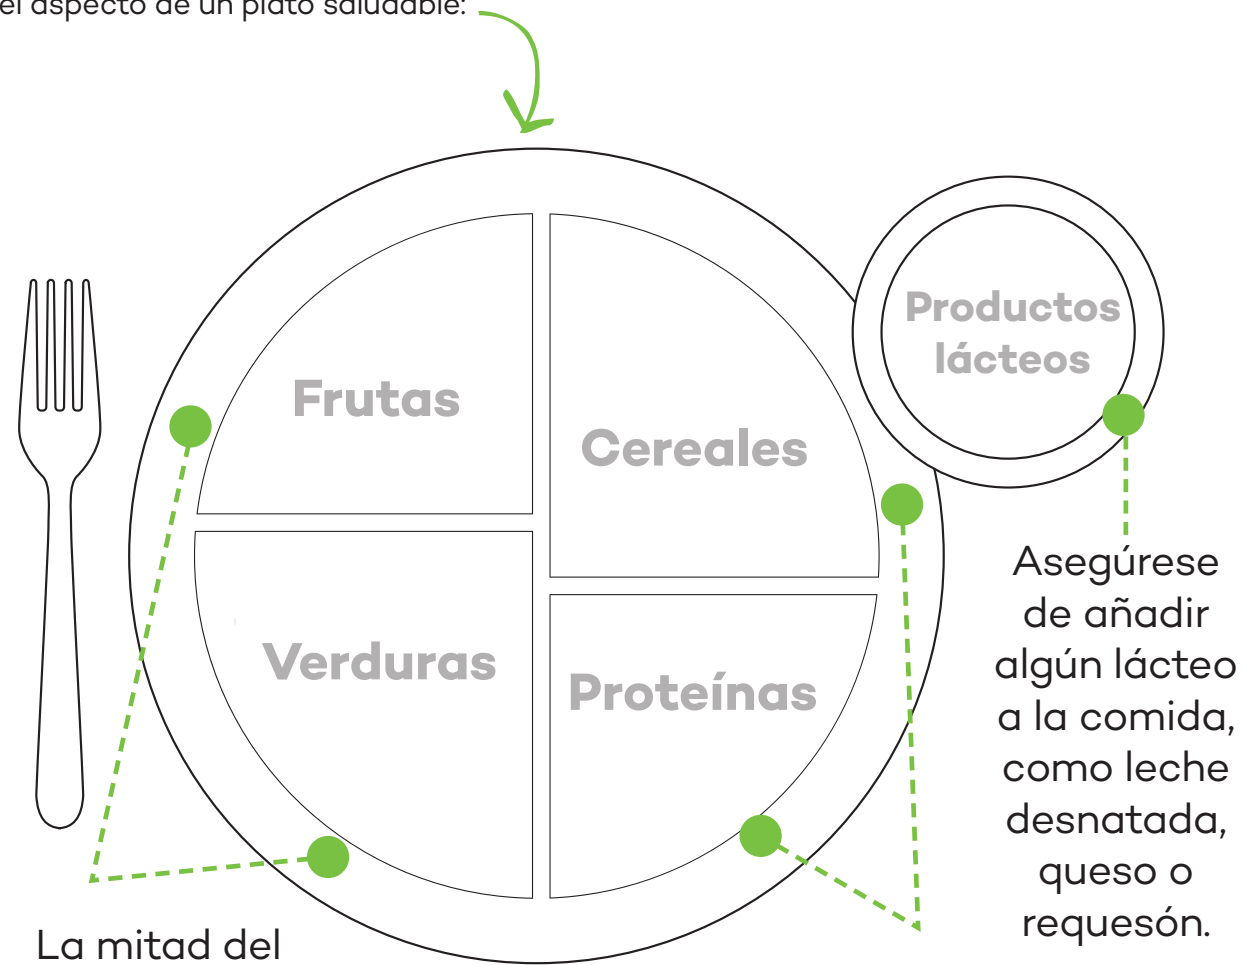 el aspecto de un plato saludable:
Productos
lácteos
Frutas
Cereales
Verduras
Proteínas
Asegúrese
de añadir
algún lácteo
a la comida,
como leche
desnatada,
queso o
requesón.
La mitad del